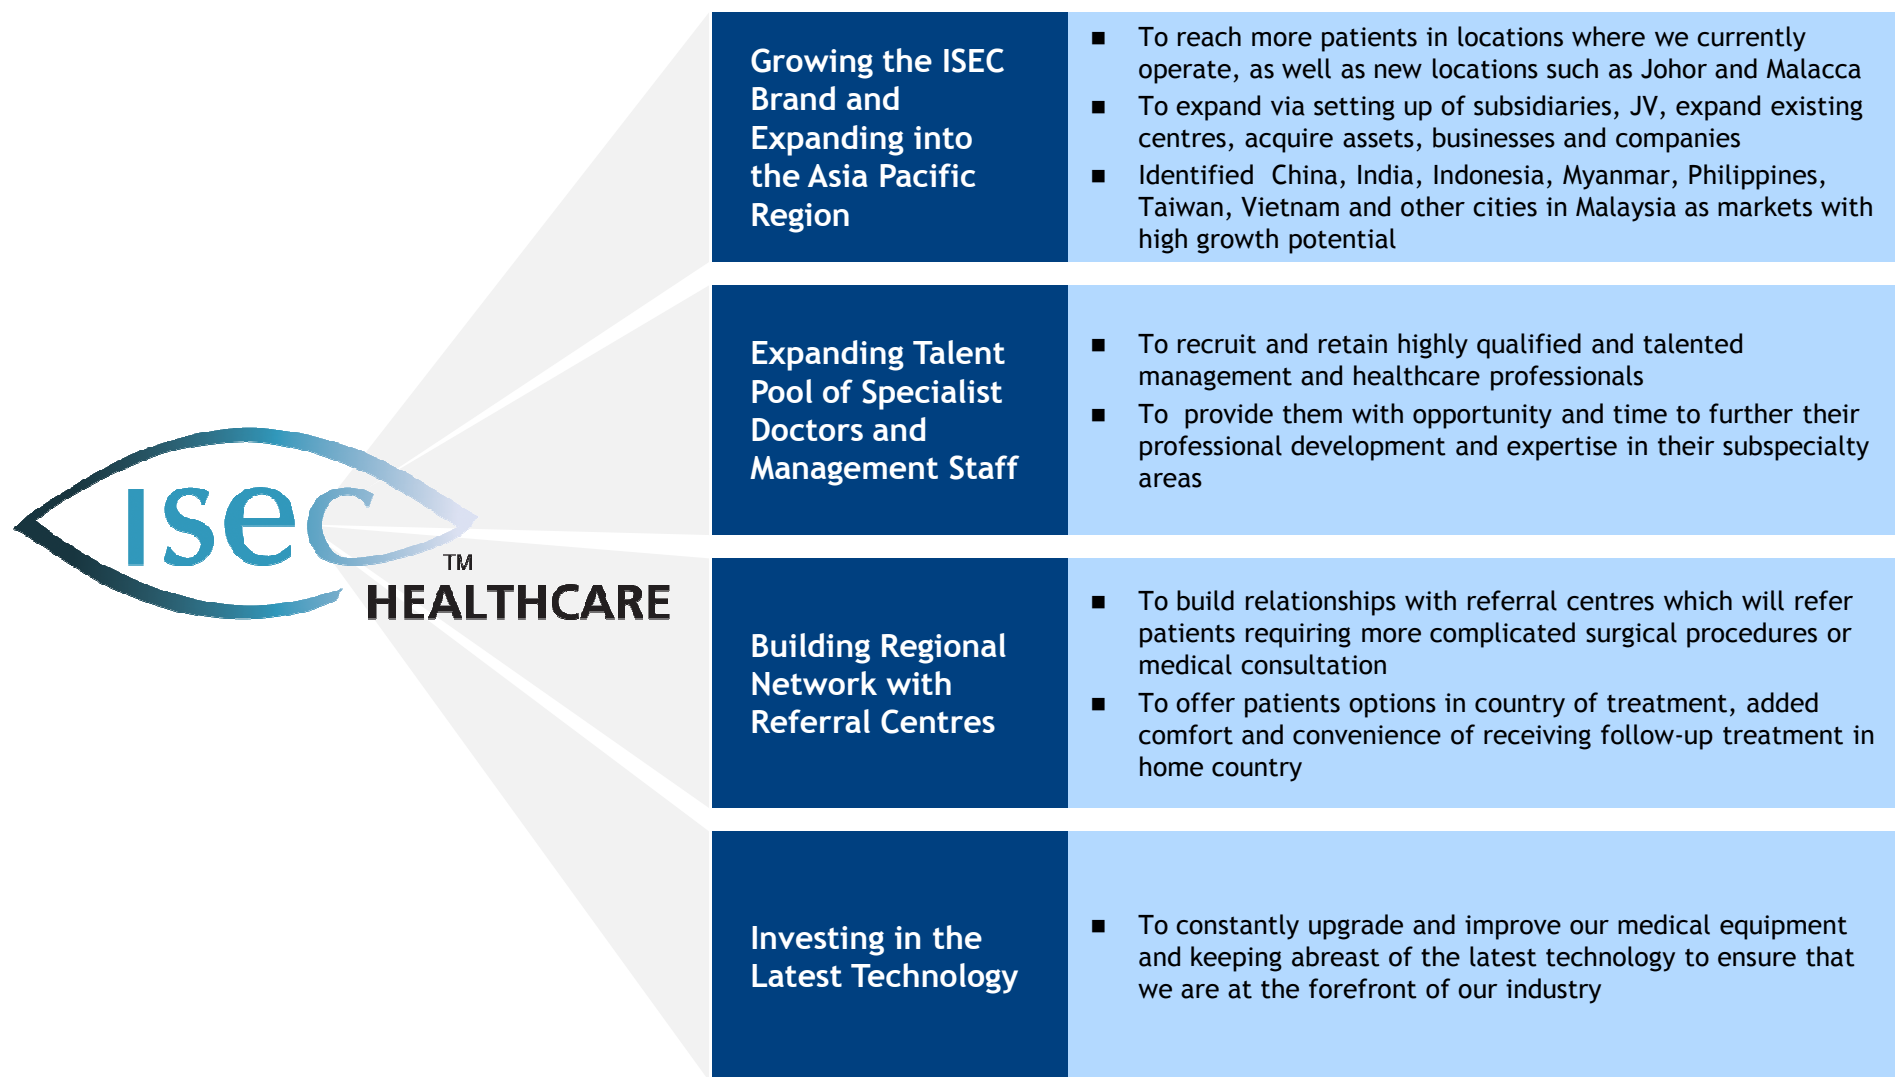 ISec
TM
HEALTHCARE
Growing the ISEC
Brand and
Expanding into
the Asia Pacific
Region
■ To reach more patients in locations where we currently
operate, as well as new locations such as Johor and Malacca
■ To expand via setting up of subsidiaries, JV, expand existing
centres, acquire assets, businesses and companies
■ Identified  China, India, Indonesia, Myanmar, Philippines,
Taiwan, Vietnam and other cities in Malaysia as markets with
high growth potential
Expanding Talent
Pool of Specialist
Doctors and
Management Staff
■ To recruit and retain highly qualified and talented
management and healthcare professionals
■ To  provide them with opportunity and time to further their
professional development and expertise in their subspecialty
areas
Building Regional
Network with
Referral Centres
■ To build relationships with referral centres which will refer
patients requiring more complicated surgical procedures or
medical consultation
■ To offer patients options in country of treatment, added
comfort and convenience of receiving follow-up treatment in
home country
Investing in the
Latest Technology
■ To constantly upgrade and improve our medical equipment
and keeping abreast of the latest technology to ensure that
we are at the forefront of our industry